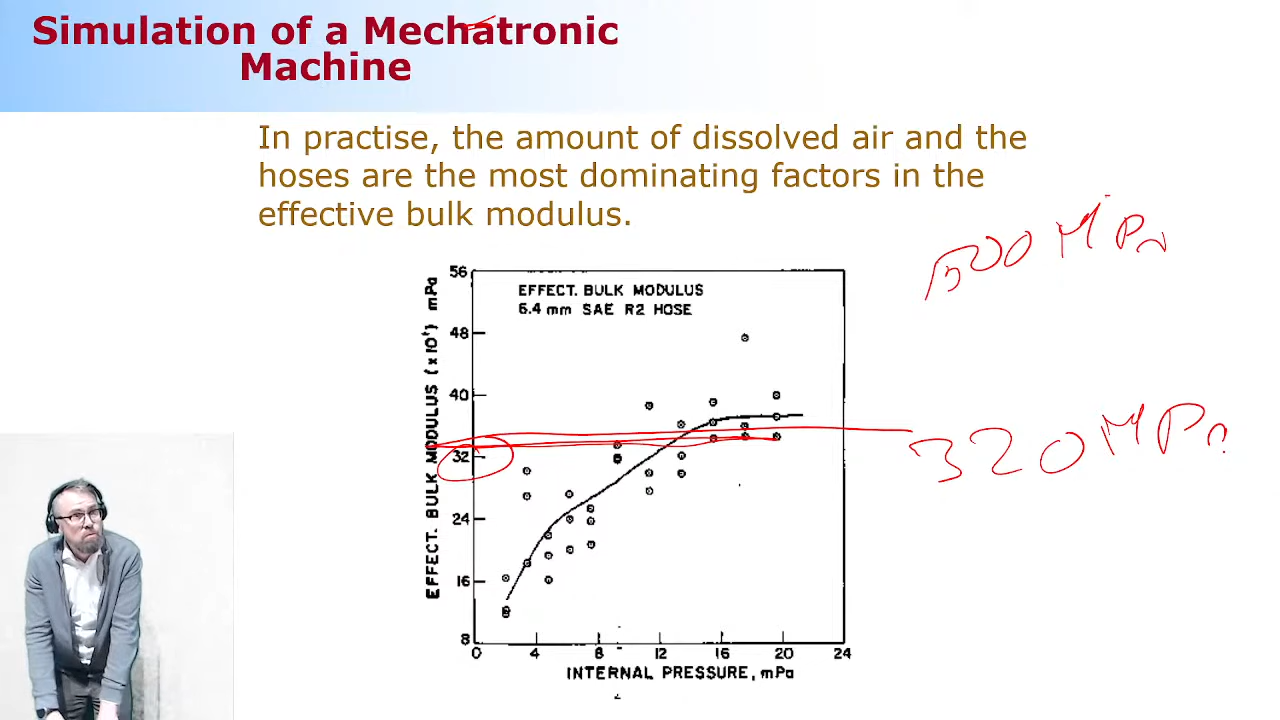 Simulation of a Mechatronic
Machine
In practise, the amount of dissolved air and the
hoses are the most dominating factors in the
effective bulk modulus.
1500 MPa
320 MPa
EFFECT. BULK MODULUS (×10¹) mPa
56
48
40
32
24
16
8
EFFECT. BULK MODULUS
6.4 mm SAE R2 HOSE
0 4 8 12 16 20 24
INTERNAL PRESSURE, mPa